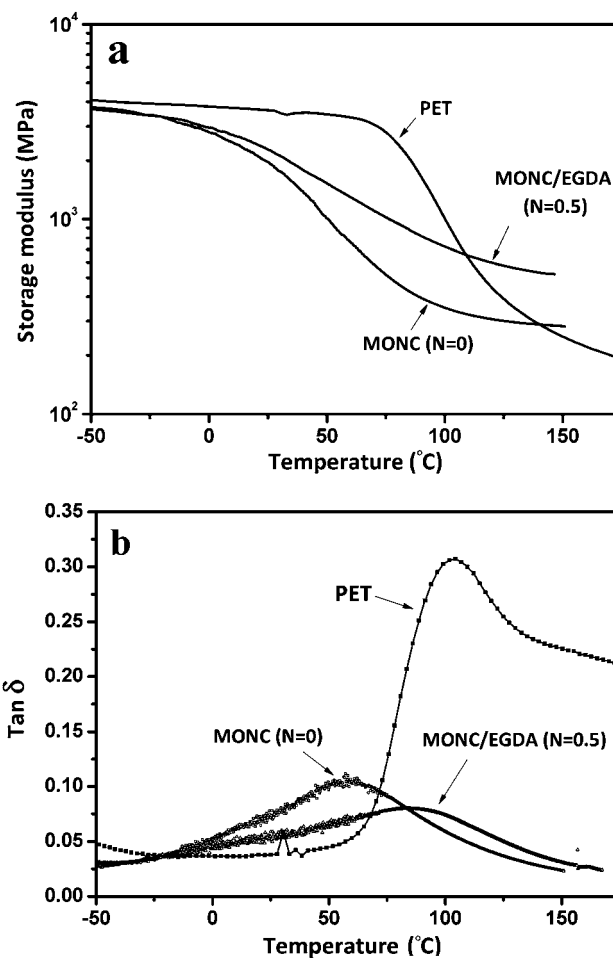 a
Storage modulus (MPa)
10^4
10^3
10^2
PET
MONC/EGDA
(N=0.5)
MONC (N=0)
-50 0 50 100 150
Temperature (°C)
b
Tan δ
0.35
0.30
0.25
0.20
0.15
0.10
0.05
0.00
PET
MONC (N=0)
MONC/EGDA (N=0.5)
-50 0 50 100 150
Temperature (°C)